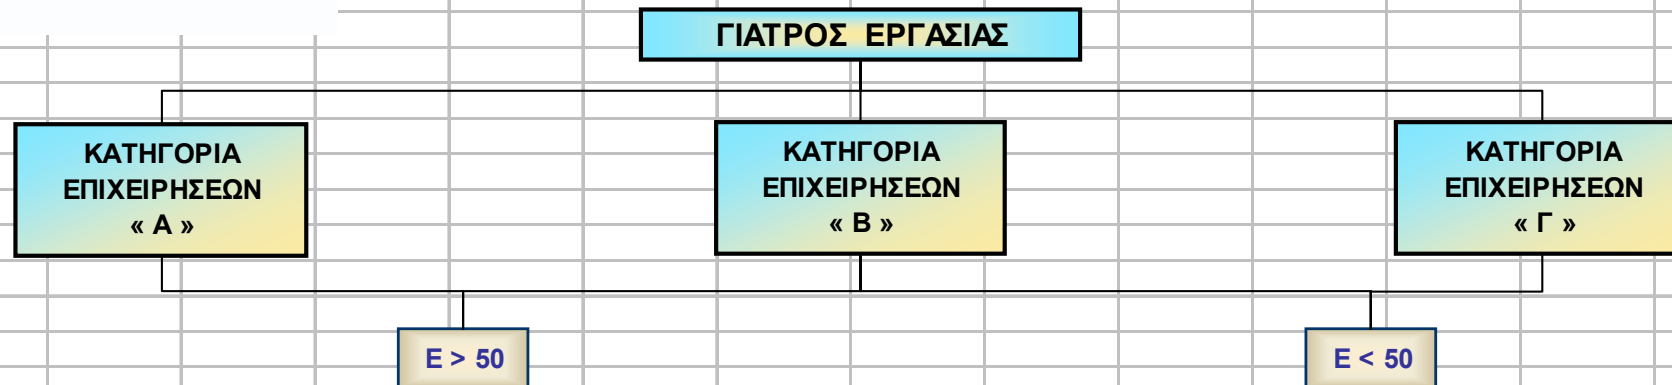 ΓΙΑΤΡΟΣ ΕΡΓΑΣΙΑΣ
ΚΑΤΗΓΟΡΙΑ
ΕΠΙΧΕΙΡΗΣΕΩΝ
« Α »
ΚΑΤΗΓΟΡΙΑ
ΕΠΙΧΕΙΡΗΣΕΩΝ
« Β »
ΚΑΤΗΓΟΡΙΑ
ΕΠΙΧΕΙΡΗΣΕΩΝ
« Γ »
Ε > 50
Ε < 50